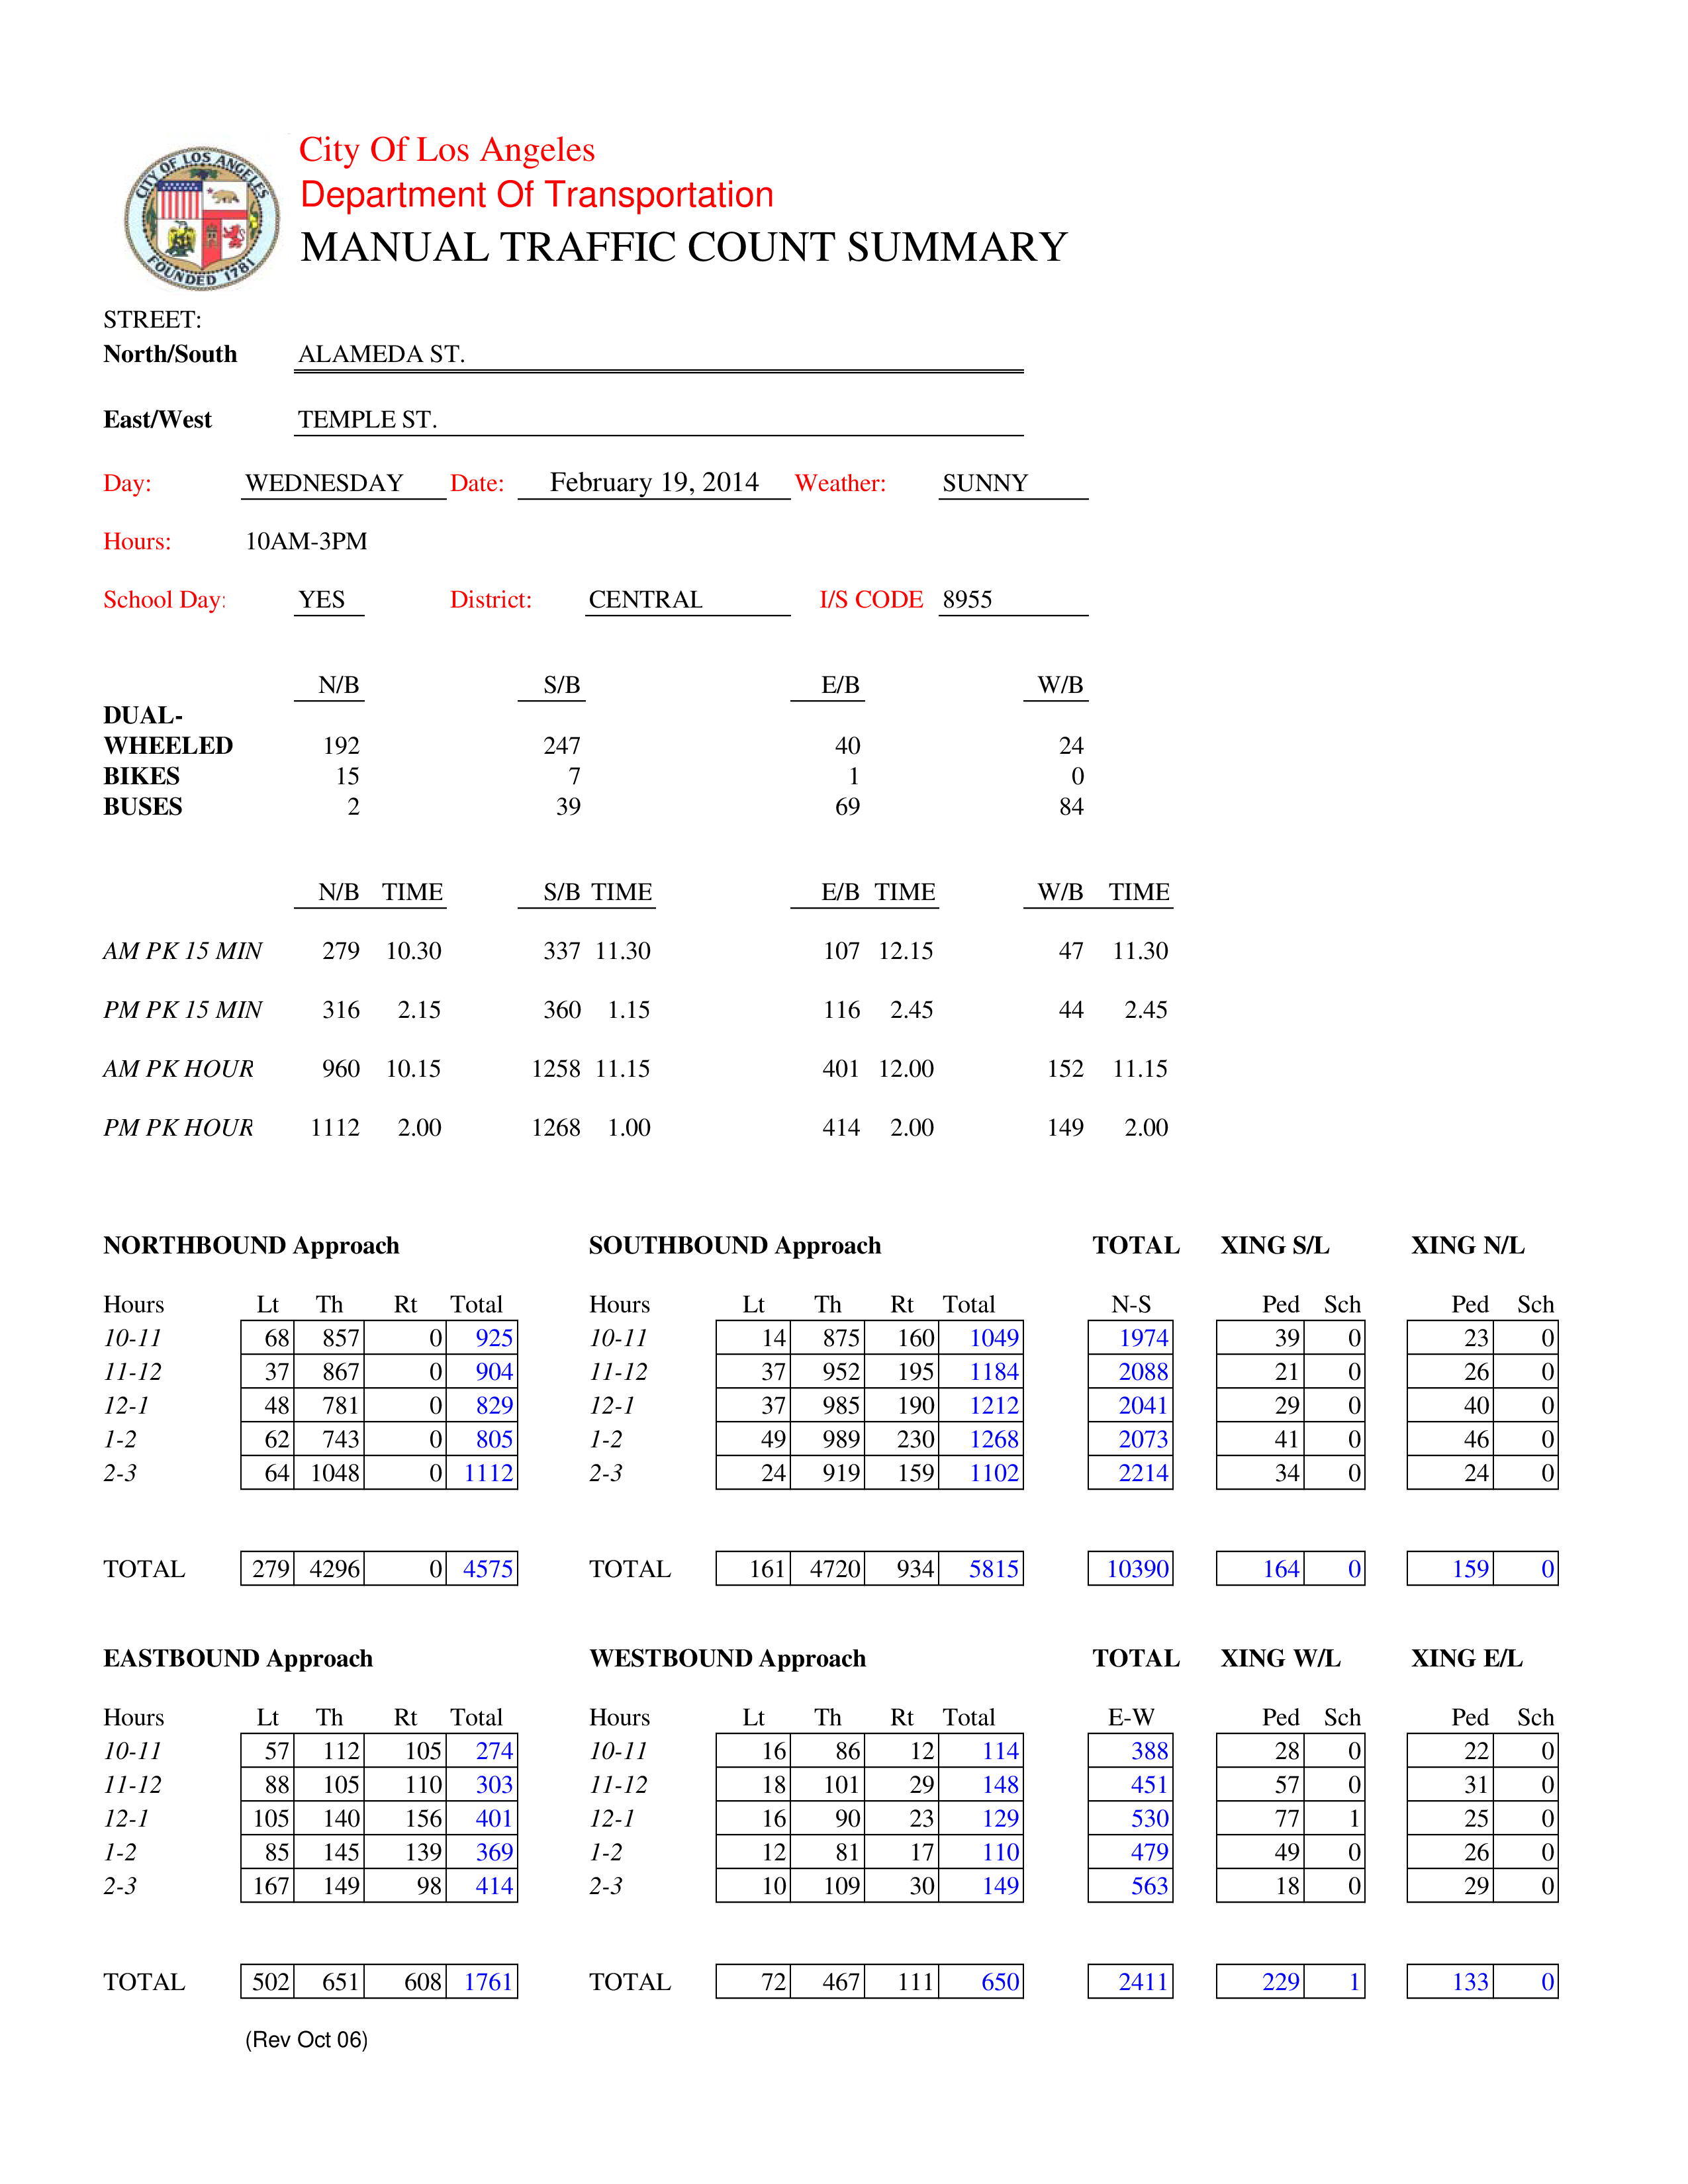 CITY OF LOS ANGELES
FOUNDED 1781
City Of Los Angeles
Department Of Transportation
MANUAL TRAFFIC COUNT SUMMARY
STREET:
North/South ALAMEDA ST.
East/West TEMPLE ST.
Day: WEDNESDAY Date: February 19, 2014 Weather: SUNNY
Hours: 10AM-3PM
School Day: YES District: CENTRAL I/S CODE 8955
N/B S/B E/B W/B
DUAL-
WHEELED 192 247 40 24
BIKES 15 7 1 0
BUSES 2 39 69 84
N/B TIME S/B TIME E/B TIME W/B TIME
AM PK 15 MIN 279 10.30 337 11.30 107 12.15 47 11.30
PM PK 15 MIN 316 2.15 360 1.15 116 2.45 44 2.45
AM PK HOUR 960 10.15 1258 11.15 401 12.00 152 11.15
PM PK HOUR 1112 2.00 1268 1.00 414 2.00 149 2.00
NORTHBOUND Approach SOUTHBOUND Approach TOTAL XING S/L XING N/L
Hours Lt Th Rt Total Hours Lt Th Rt Total N-S Ped Sch Ped Sch
10-11 68 857 0 925 10-11 14 875 160 1049 1974 39 0 23 0
11-12 37 867 0 904 11-12 37 952 195 1184 2088 21 0 26 0
12-1 48 781 0 829 12-1 37 985 190 1212 2041 29 0 40 0
1-2 62 743 0 805 1-2 49 989 230 1268 2073 41 0 46 0
2-3 64 1048 0 1112 2-3 24 919 159 1102 2214 34 0 24 0
TOTAL 279 4296 0 4575 TOTAL 161 4720 934 5815 10390 164 0 159 0
EASTBOUND Approach WESTBOUND Approach TOTAL XING W/L XING E/L
Hours Lt Th Rt Total Hours Lt Th Rt Total E-W Ped Sch Ped Sch
10-11 57 112 105 274 10-11 16 86 12 114 388 28 0 22 0
11-12 88 105 110 303 11-12 18 101 29 148 451 57 0 31 0
12-1 105 140 156 401 12-1 16 90 23 129 530 77 1 25 0
1-2 85 145 139 369 1-2 12 81 17 110 479 49 0 26 0
2-3 167 149 98 414 2-3 10 109 30 149 563 18 0 29 0
TOTAL 502 651 608 1761 TOTAL 72 467 111 650 2411 229 1 133 0
(Rev Oct 06)